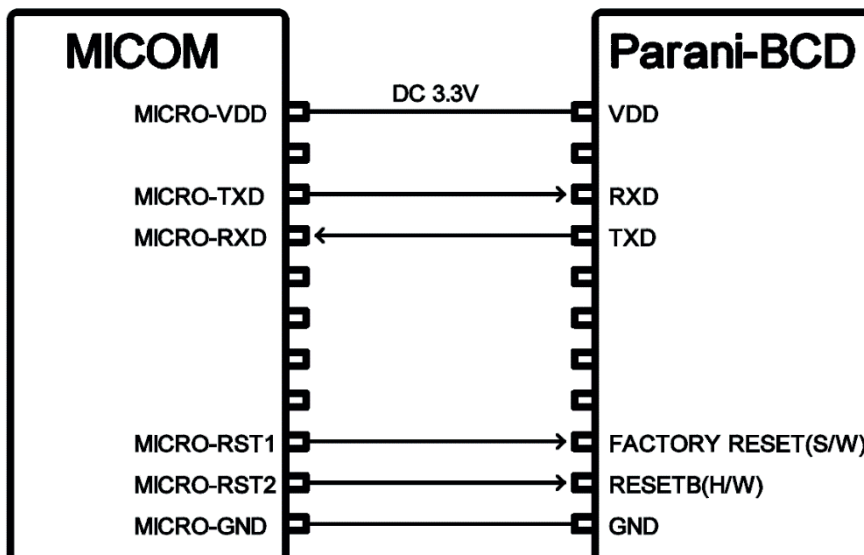 MICOM
Parani-BCD
DC 3.3V
MICRO-VDD
VDD
MICRO-TXD
RXD
MICRO-RXD
TXD
MICRO-RST1
FACTORY RESET(S/W)
MICRO-RST2
RESETB(H/W)
MICRO-GND
GND